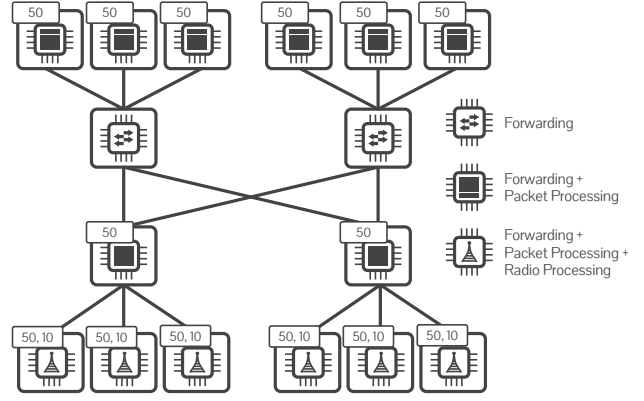 50 50 50 50 50 50
Forwarding
Forwarding +
Packet Processing
50 50
Forwarding +
Packet Processing +
Radio Processing
50, 10 50, 10 50, 10 50, 10 50, 10 50, 10